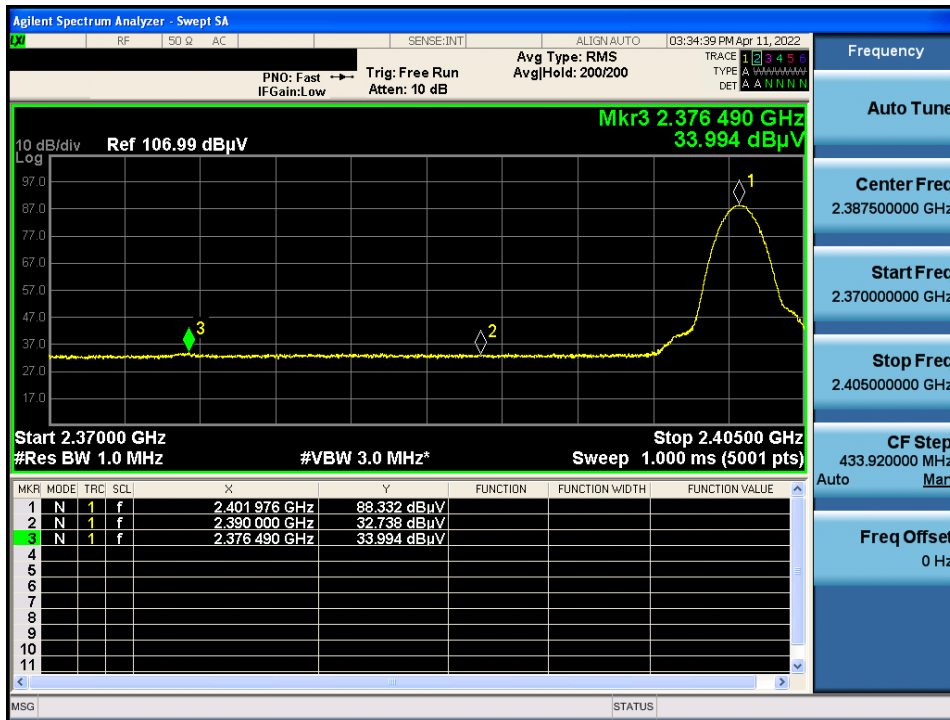 Agilent Spectrum Analyzer - Swept SA
LXI RF 50 Ω AC SENSE:INT ALIGN AUTO 03:34:39 PM Apr 11, 2022
PNO: Fast
IFGain:Low
Trig: Free Run
Atten: 10 dB
Avg Type: RMS
Avg|Hold: 200/200
TRACE 1 2 3 4 5 6
TYPE A WWWWW
DET A A N N N N
Mkr3 2.376 490 GHz
33.994 dBµV
10 dB/div Ref 106.99 dBµV
Log
97.0
87.0
77.0
67.0
57.0
47.0
37.0
27.0
17.0
1
2
3
Start 2.37000 GHz Stop 2.40500 GHz
#Res BW 1.0 MHz #VBW 3.0 MHz* Sweep 1.000 ms (5001 pts)
MKR MODE TRC SCL X Y FUNCTION FUNCTION WIDTH FUNCTION VALUE
1 N 1 f 2.401 976 GHz 88.332 dBµV
2 N 1 f 2.390 000 GHz 32.738 dBµV
3 N 1 f 2.376 490 GHz 33.994 dBµV
4
5
6
7
8
9
10
11
MSG STATUS
Frequency
Auto Tune
Center Freq
2.387500000 GHz
Start Freq
2.370000000 GHz
Stop Freq
2.405000000 GHz
CF Step
433.920000 MHz
Auto Man
Freq Offset
0 Hz